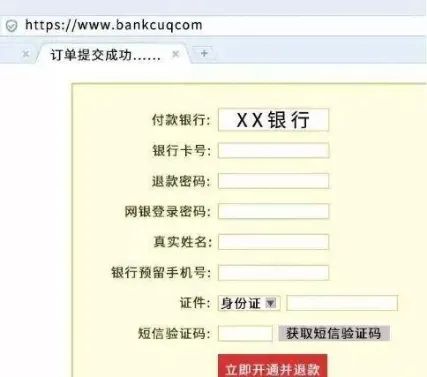 https://www.bankcuqcom
订单提交成功......
付款银行: XX银行
银行卡号:
退款密码:
网银登录密码:
真实姓名:
银行预留手机号:
证件: 身份证
短信验证码: 获取短信验证码
立即开通并退款